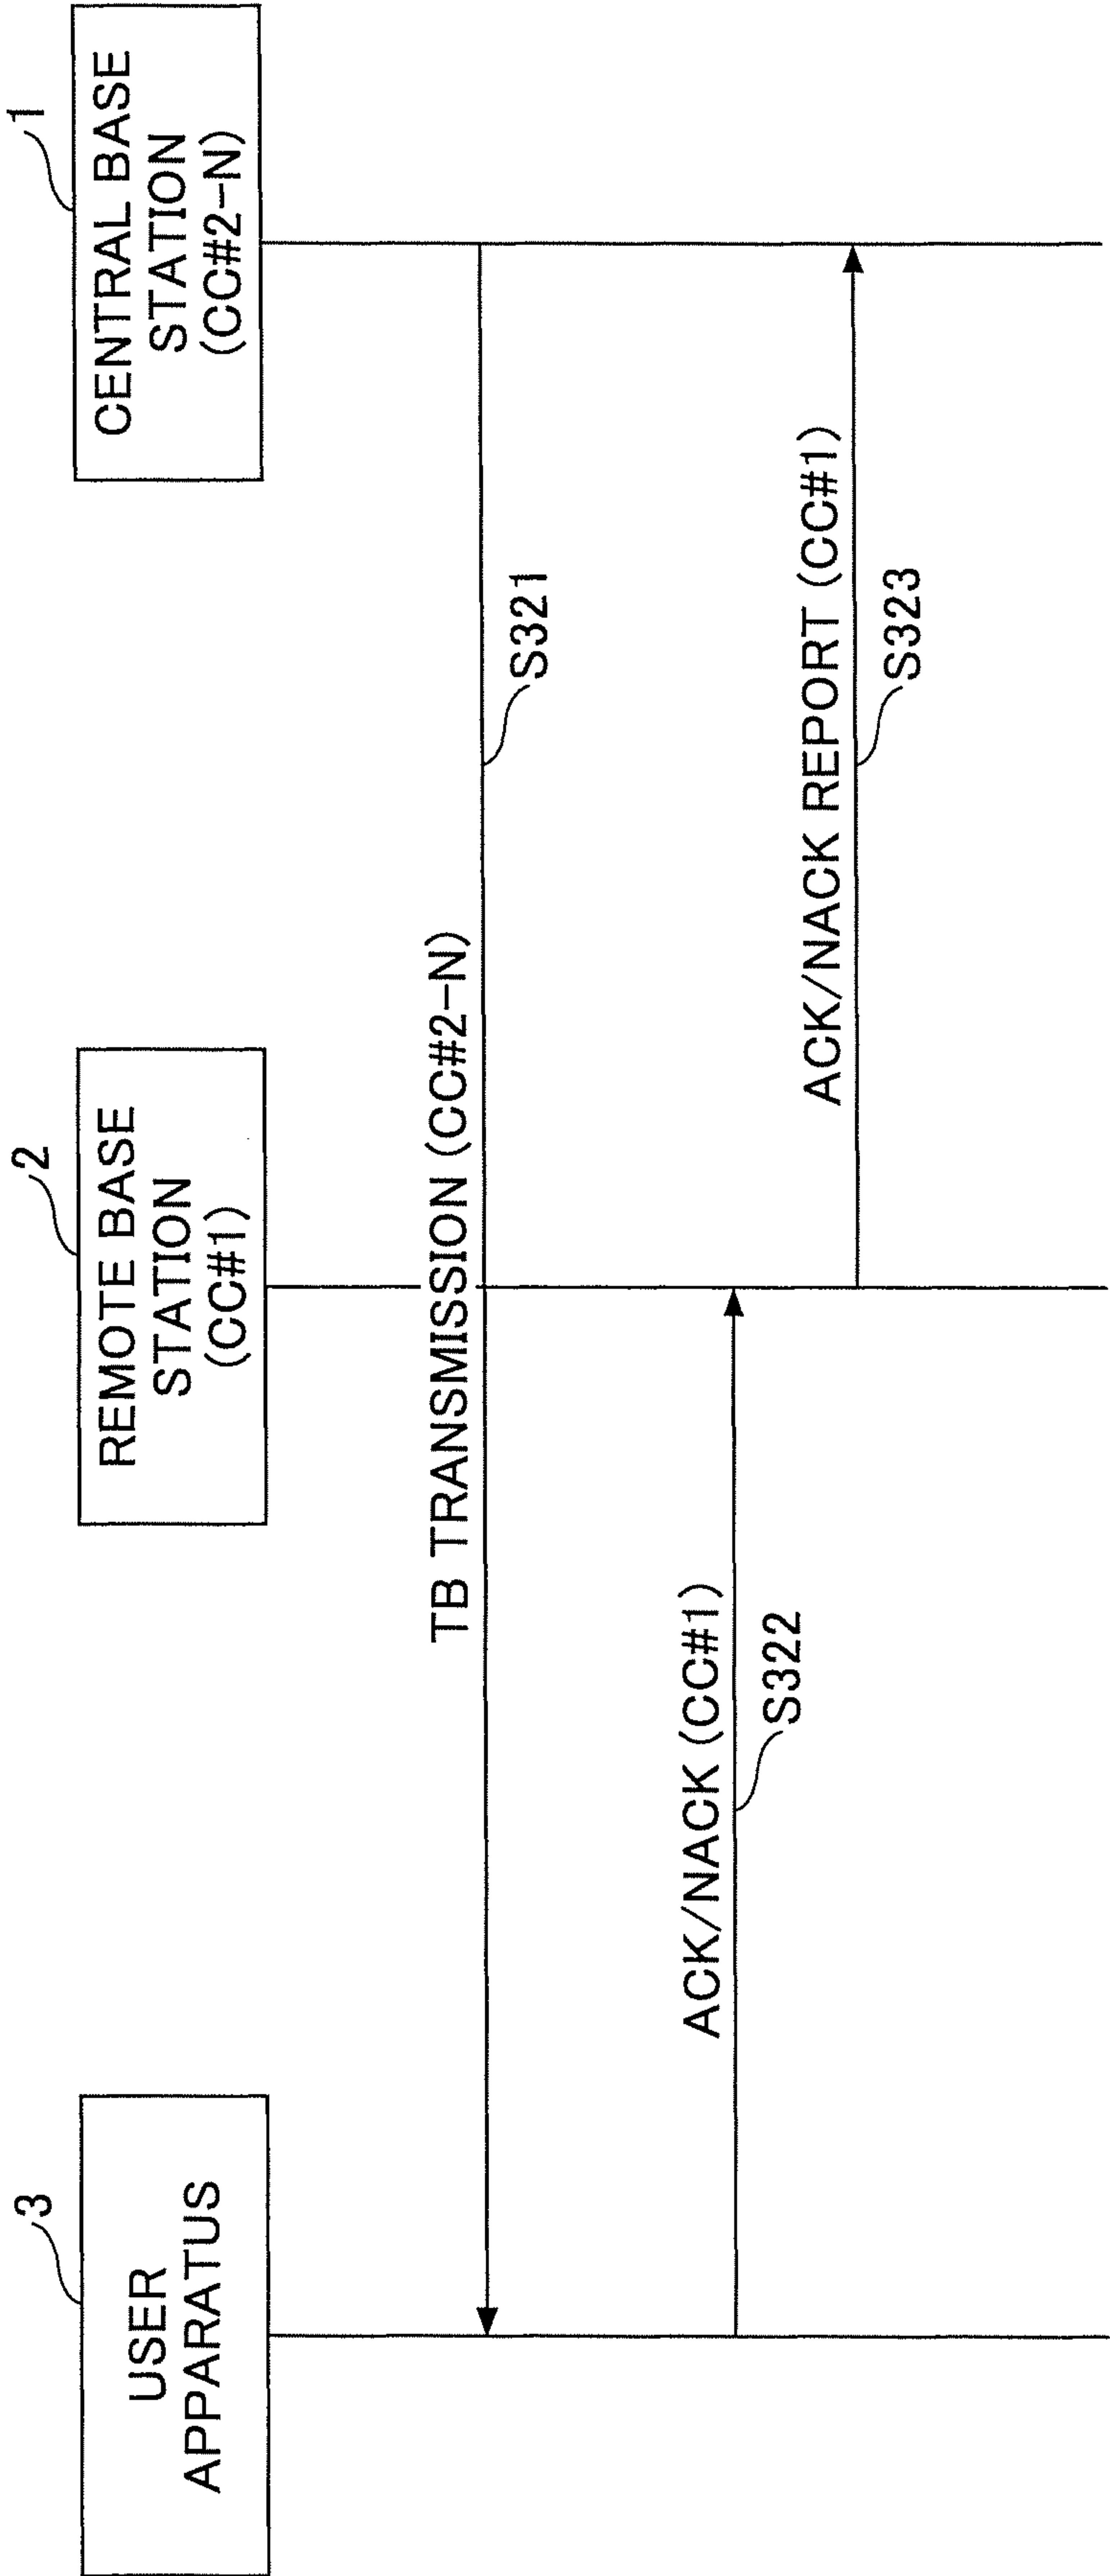 3
USER
APPARATUS
2
REMOTE BASE
STATION
(CC#1)
1
CENTRAL BASE
STATION
(CC#2-N)
TB TRANSMISSION (CC#2-N)
S321
ACK/NACK (CC#1)
S322
ACK/NACK REPORT (CC#1)
S323